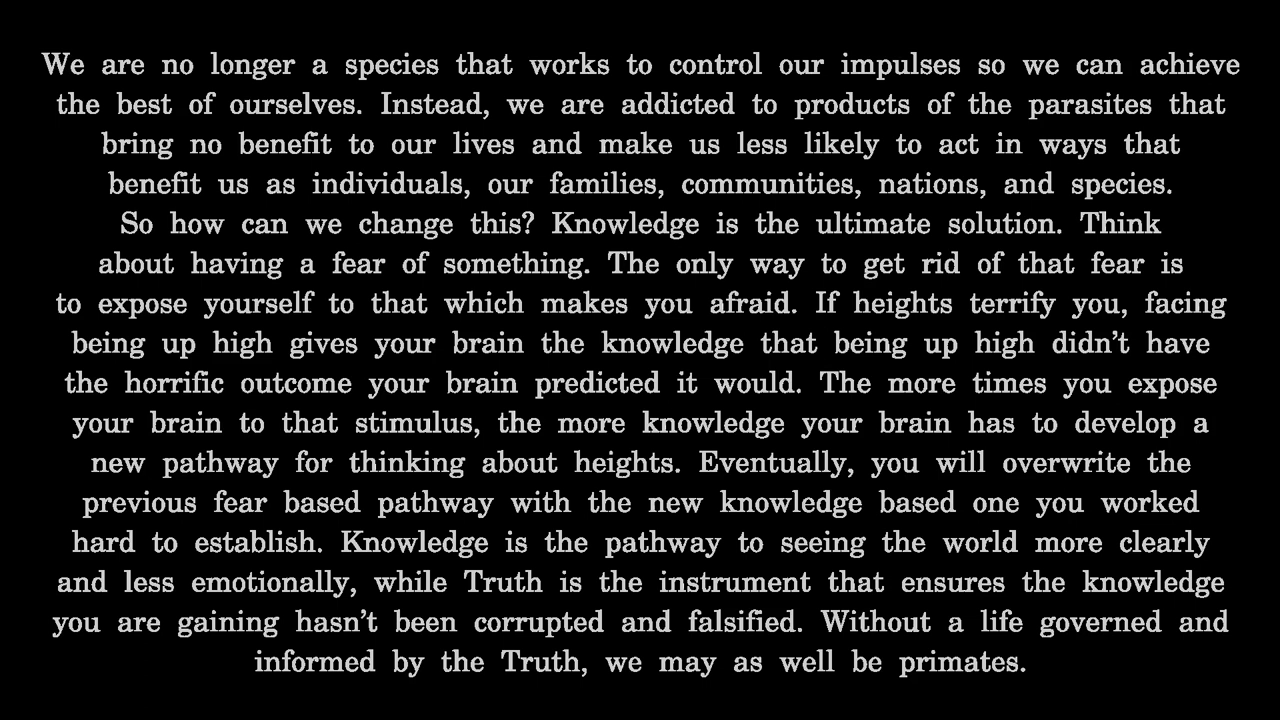 We are no longer a species that works to control our impulses so we can achieve
the best of ourselves. Instead, we are addicted to products of the parasites that
bring no benefit to our lives and make us less likely to act in ways that
benefit us as individuals, our families, communities, nations, and species.
So how can we change this? Knowledge is the ultimate solution. Think
about having a fear of something. The only way to get rid of that fear is
to expose yourself to that which makes you afraid. If heights terrify you, facing
being up high gives your brain the knowledge that being up high didn’t have
the horrific outcome your brain predicted it would. The more times you expose
your brain to that stimulus, the more knowledge your brain has to develop a
new pathway for thinking about heights. Eventually, you will overwrite the
previous fear based pathway with the new knowledge based one you worked
hard to establish. Knowledge is the pathway to seeing the world more clearly
and less emotionally, while Truth is the instrument that ensures the knowledge
you are gaining hasn’t been corrupted and falsified. Without a life governed and
informed by the Truth, we may as well be primates.